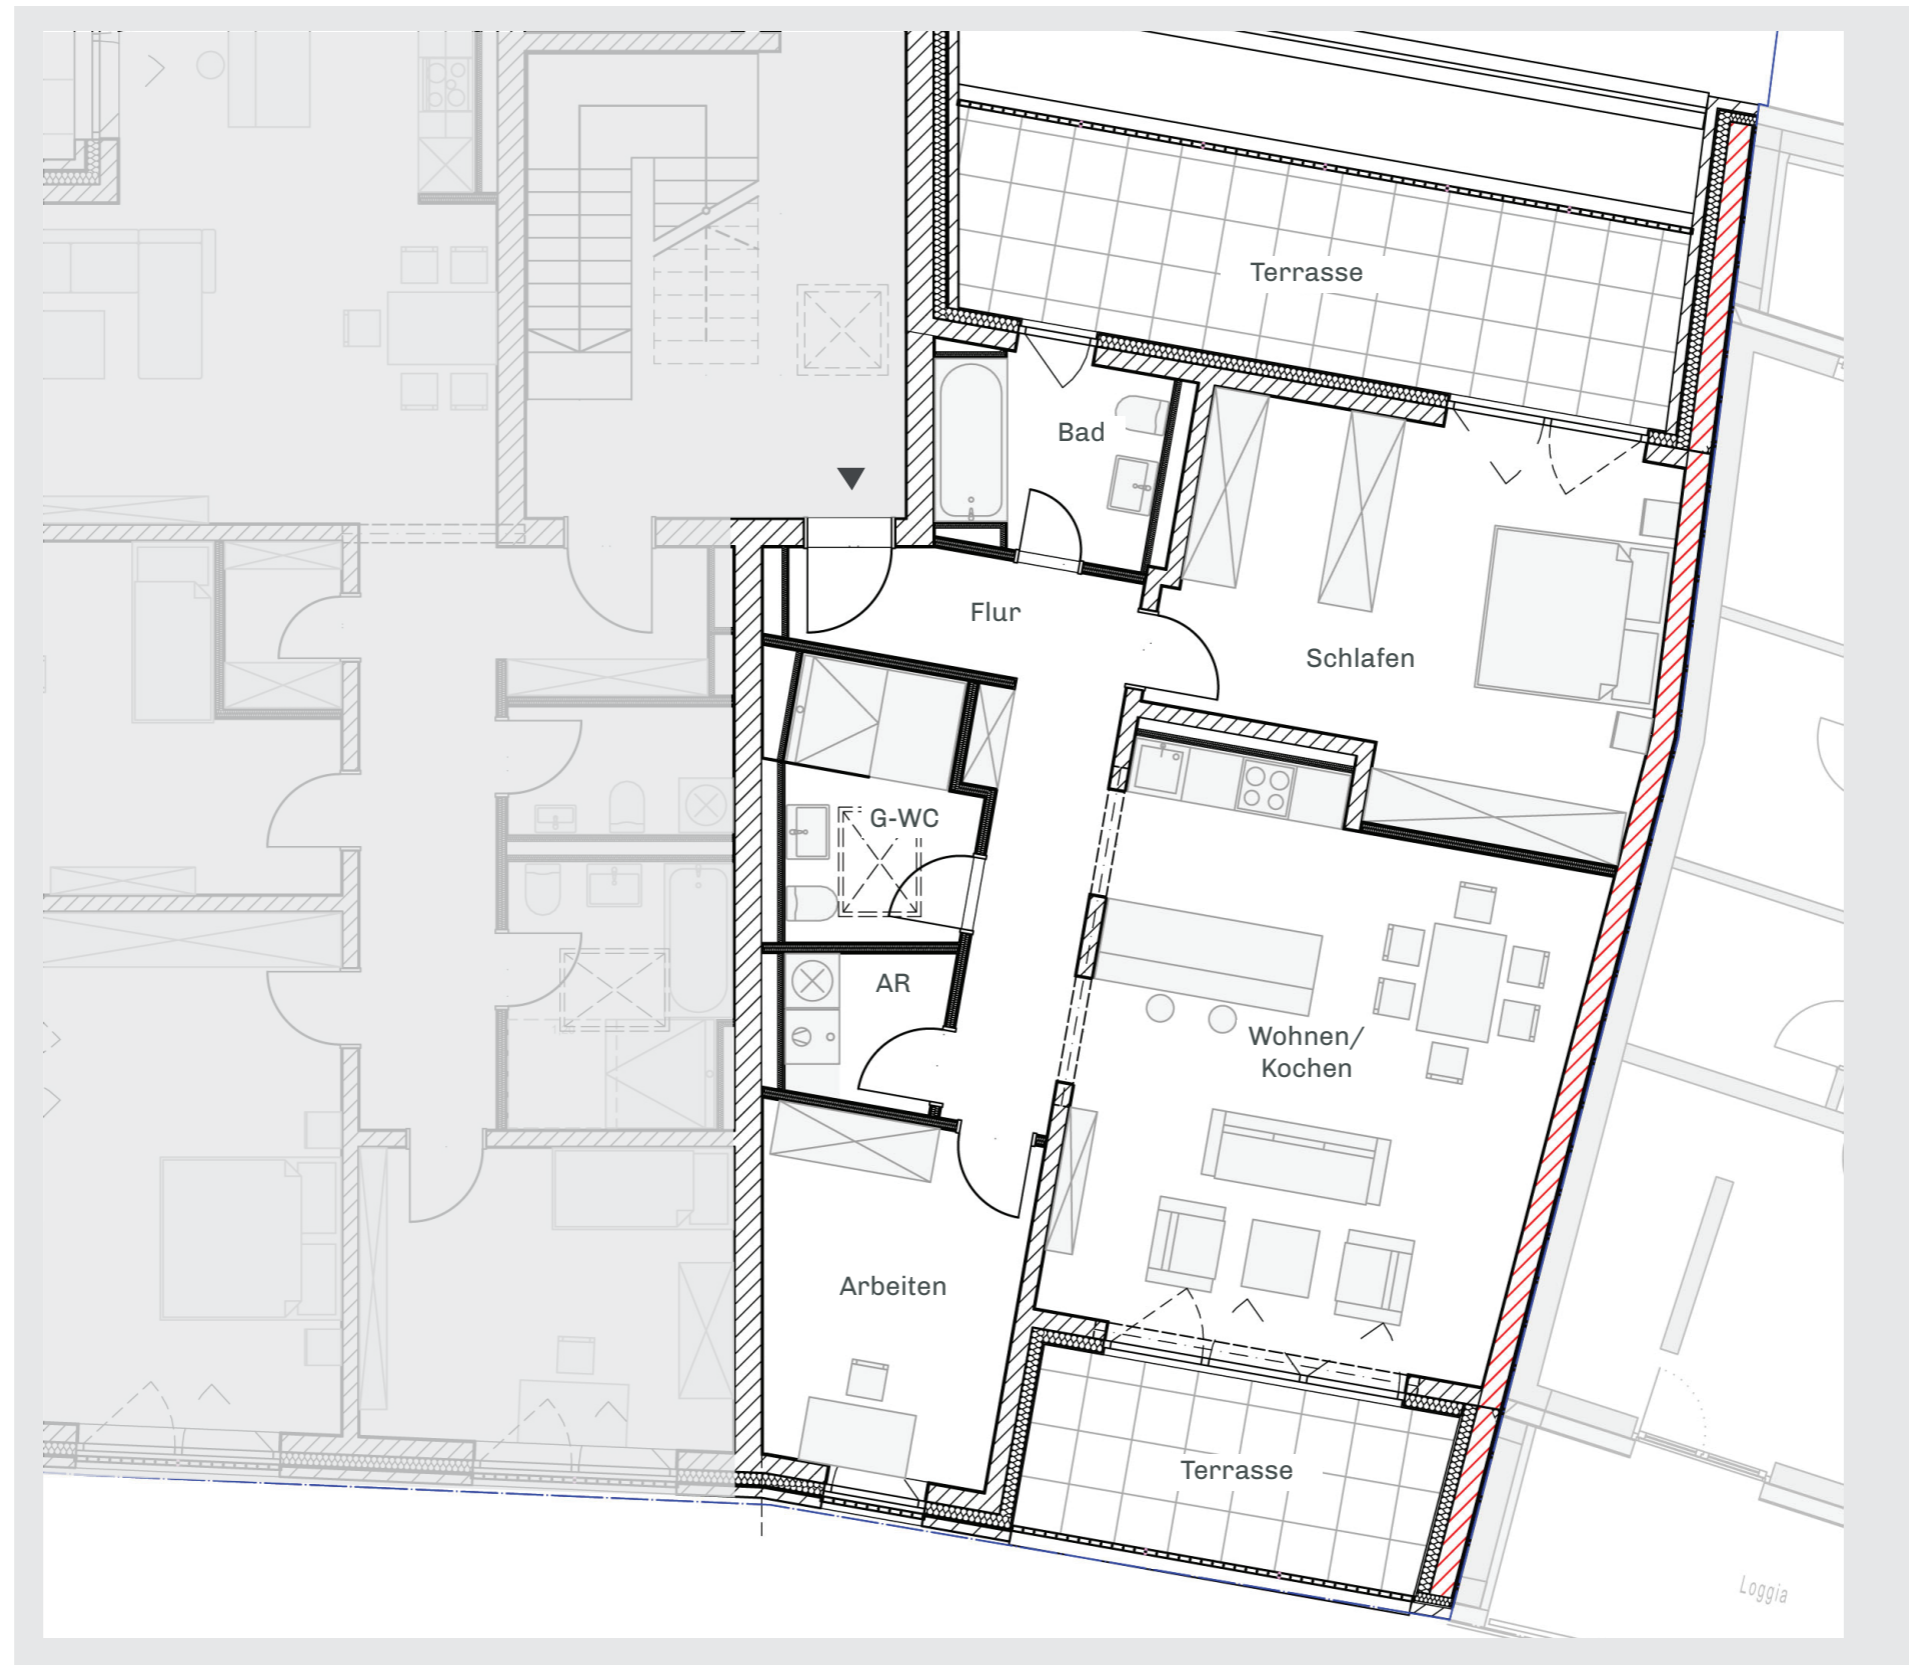 Terrasse
Bad
Flur
Schlafen
G-WC
AR
Wohnen/
Kochen
Arbeiten
Terrasse
Loggia